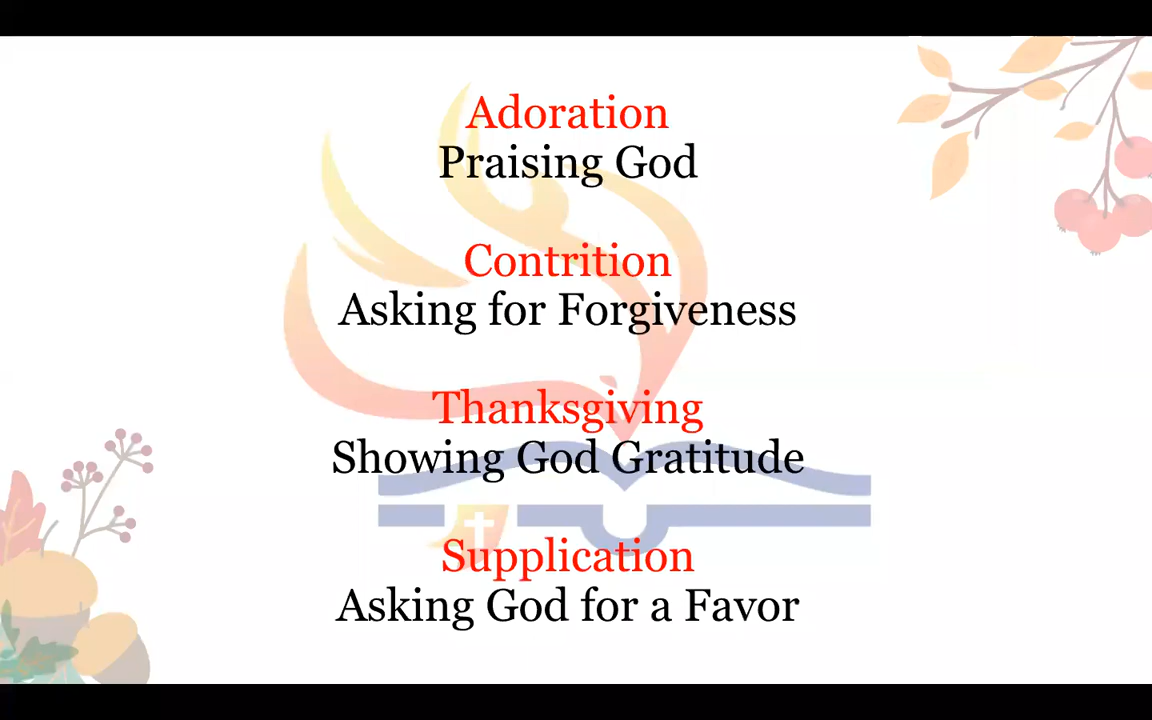 Adoration
Praising God
Contrition
Asking for Forgiveness
Thanksgiving
Showing God Gratitude
Supplication
Asking God for a Favor